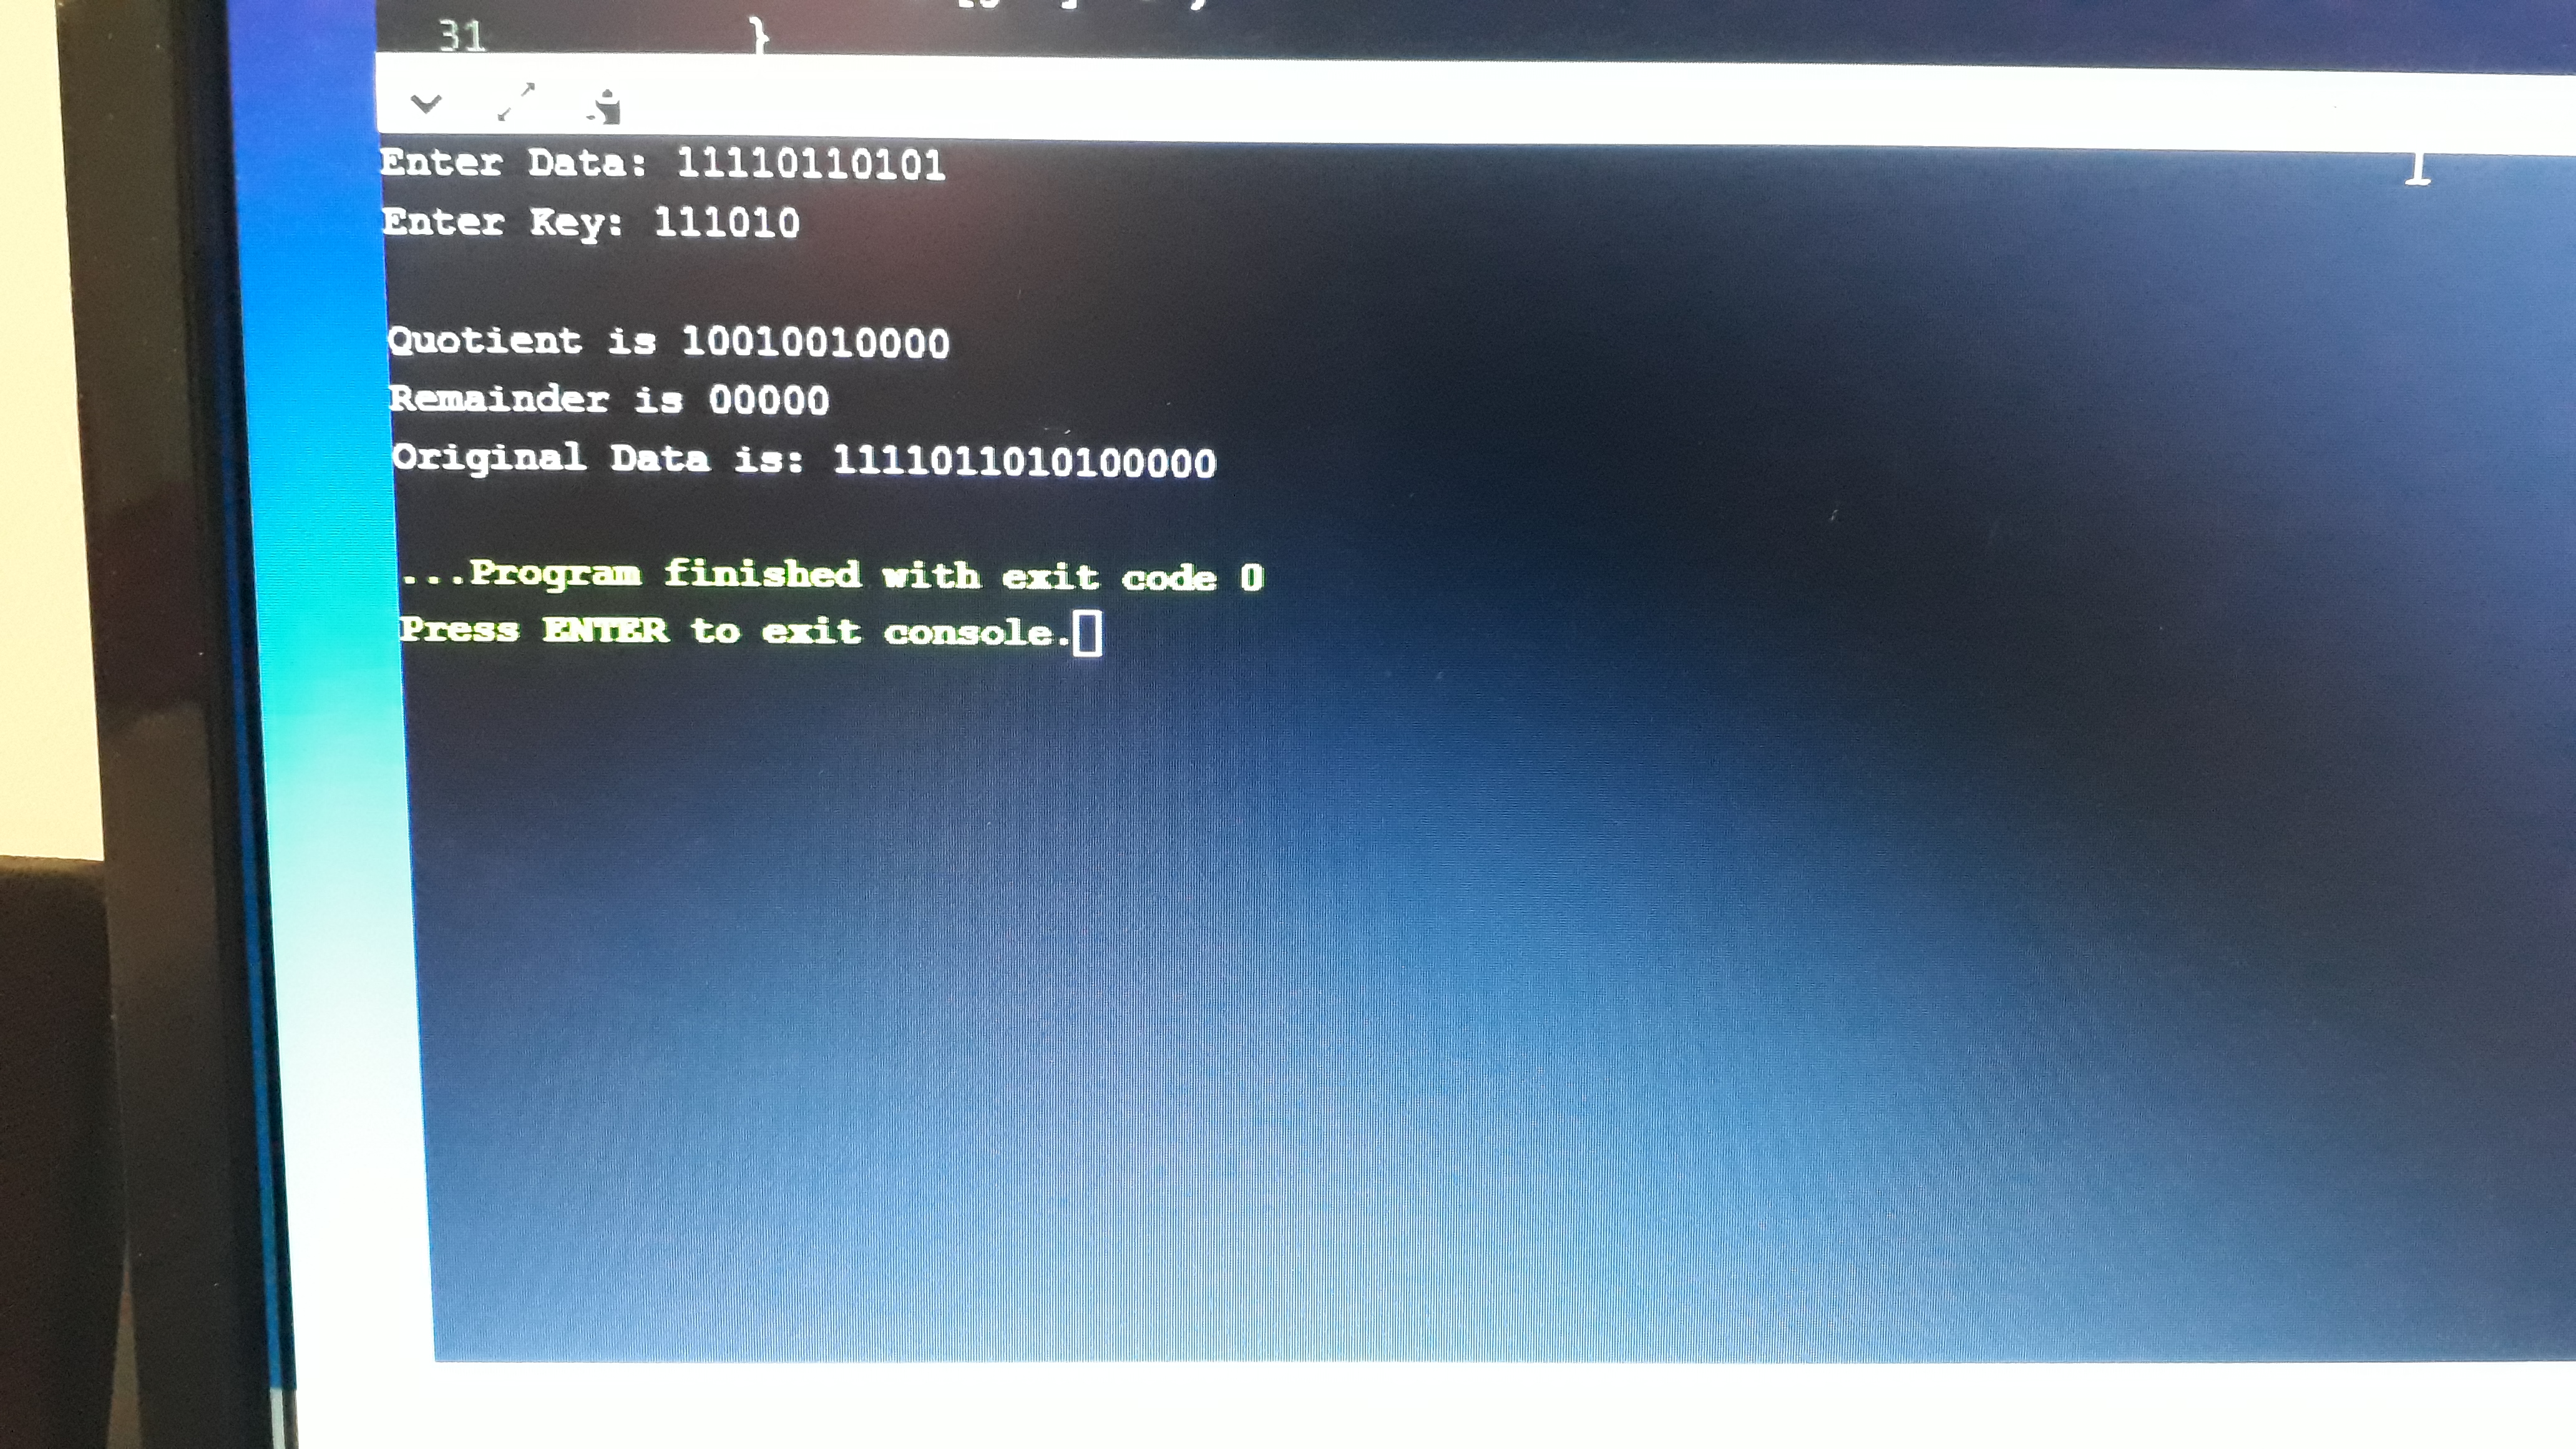 31 }
Enter Data: 11110110101
Enter Key: 111010
Quotient is 10010010000
Remainder is 00000
Original Data is: 1111011010100000
...Program finished with exit code 0
Press ENTER to exit console.